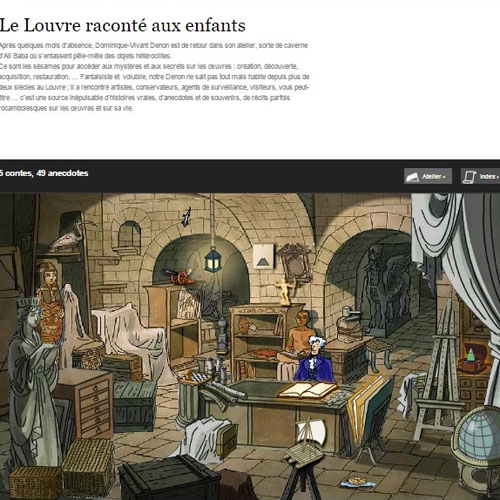 Le Louvre raconté aux enfants
Après quelques mois d'absence, Dominique-Vivant Denon est de retour dans son atelier, sorte de caverne
d'Ali Baba où s'entassent pêle-mêle des objets hétéroclites.
Ce sont les sésames pour accéder aux mystères et aux secrets sur les œuvres : création, découverte,
acquisition, restauration, … Fantaisiste et volubile, notre Denon ne sait pas tout mais habite depuis plus de
deux siècles au Louvre ; il a rencontré artistes, conservateurs, agents de surveillance, visiteurs, vous peut-
être … c'est une source inépuisable d'histoires vraies, d'anecdotes et de souvenirs, de récits parfois
rocambolesques sur les œuvres et sur sa vie.
5 contes, 49 anecdotes
Atelier
Index